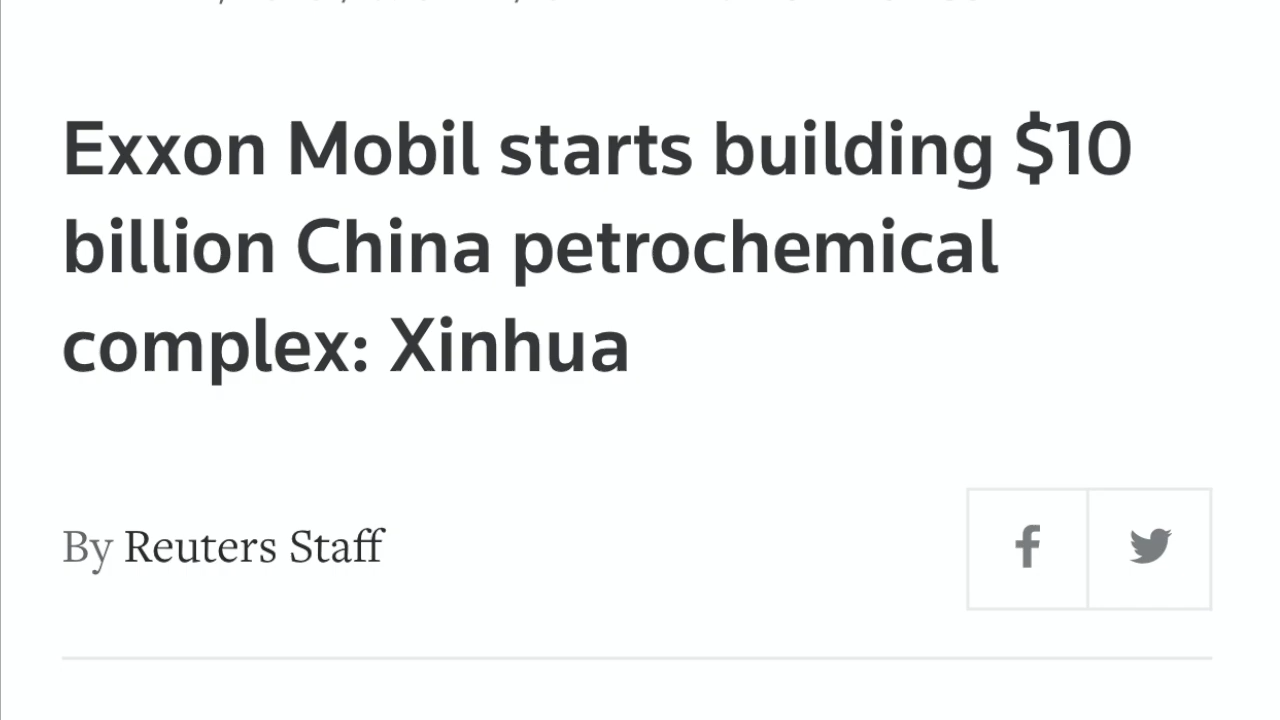 Exxon Mobil starts building $10
billion China petrochemical
complex: Xinhua
By Reuters Staff